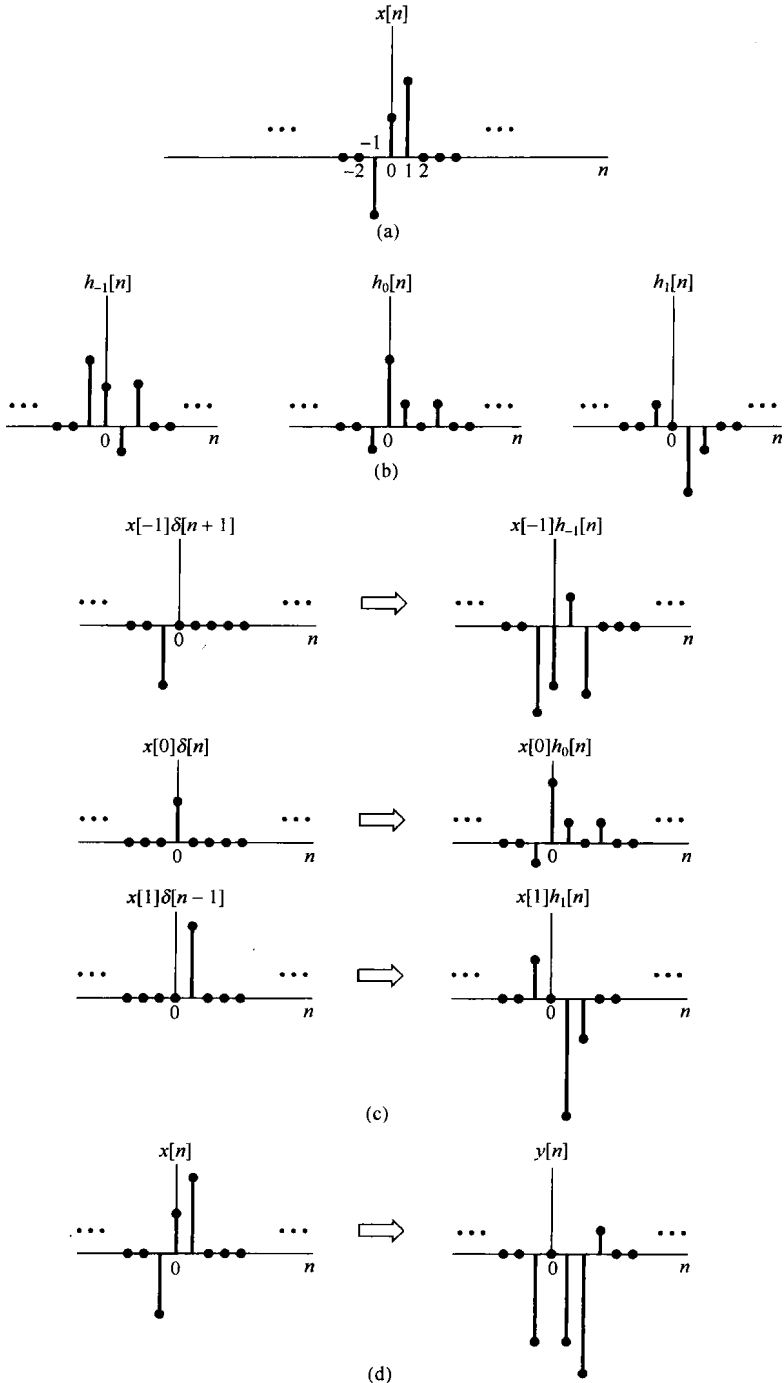 x[n]
... ...
−1
−2 0 1 2 n
(a)
h₋₁[n] h₀[n] h₁[n]
... ... ... ... ... ...
0 n 0 n 0 n
(b)
x[−1]δ[n + 1] x[−1]h₋₁[n]
... ... ... ...
0 n 0 n
x[0]δ[n] x[0]h₀[n]
... ... ... ...
0 n 0 n
x[1]δ[n − 1] x[1]h₁[n]
... ... ... ...
0 n 0 n
(c)
x[n] y[n]
... ... ... ...
0 n 0 n
(d)